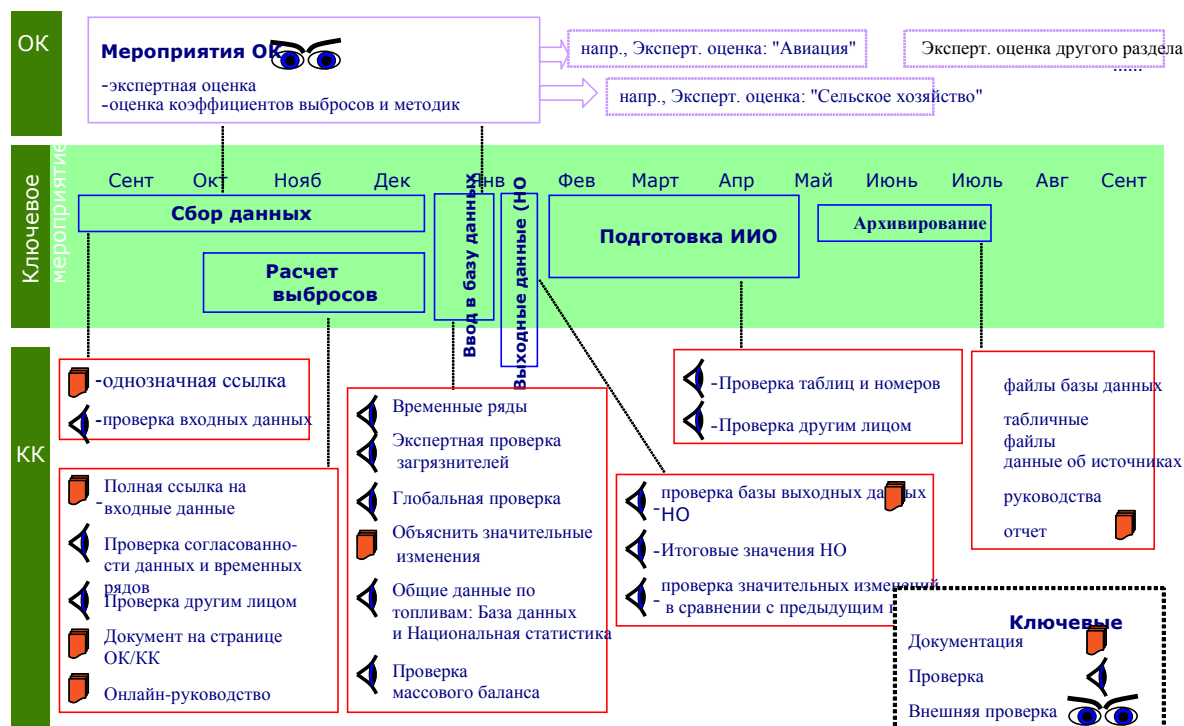 ОК
Мероприятия ОК
-экспертная оценка
-оценка коэффициентов выбросов и методик
напр., Эксперт. оценка: "Авиация"
Эксперт. оценка другого раздела
......
напр., Эксперт. оценка: "Сельское хозяйство"
Ключевое
мероприятие
Сент Окт Нояб Дек Янв Фев Март Апр Май Июнь Июль Авг Сент
Сбор данных
Расчет
выбросов
Ввод в базу данных
Выходные данные (НО
Подготовка ИИО
Архивирование
КК
-однозначная ссылка
-проверка входных данных
Полная ссылка на
-входные данные
Проверка согласованно-
сти данных и временных
рядов
Проверка другим лицом
Документ на странице
ОК/КК
Онлайн-руководство
Временные ряды
Экспертная проверка
загрязнителей
Глобальная проверка
Объяснить значительные
изменения
Общие данные по
топливам: База данных
и Национальная статистика
Проверка
массового баланса
-Проверка таблиц и номеров
-Проверка другим лицом
проверка базы выходных данных
-НО
-Итоговые значения НО
проверка значительных изменений
- в сравнении с предыдущим
файлы базы данных
табличные
файлы
данные об источниках
руководства
отчет
Ключевые
Документация
Проверка
Внешняя проверка